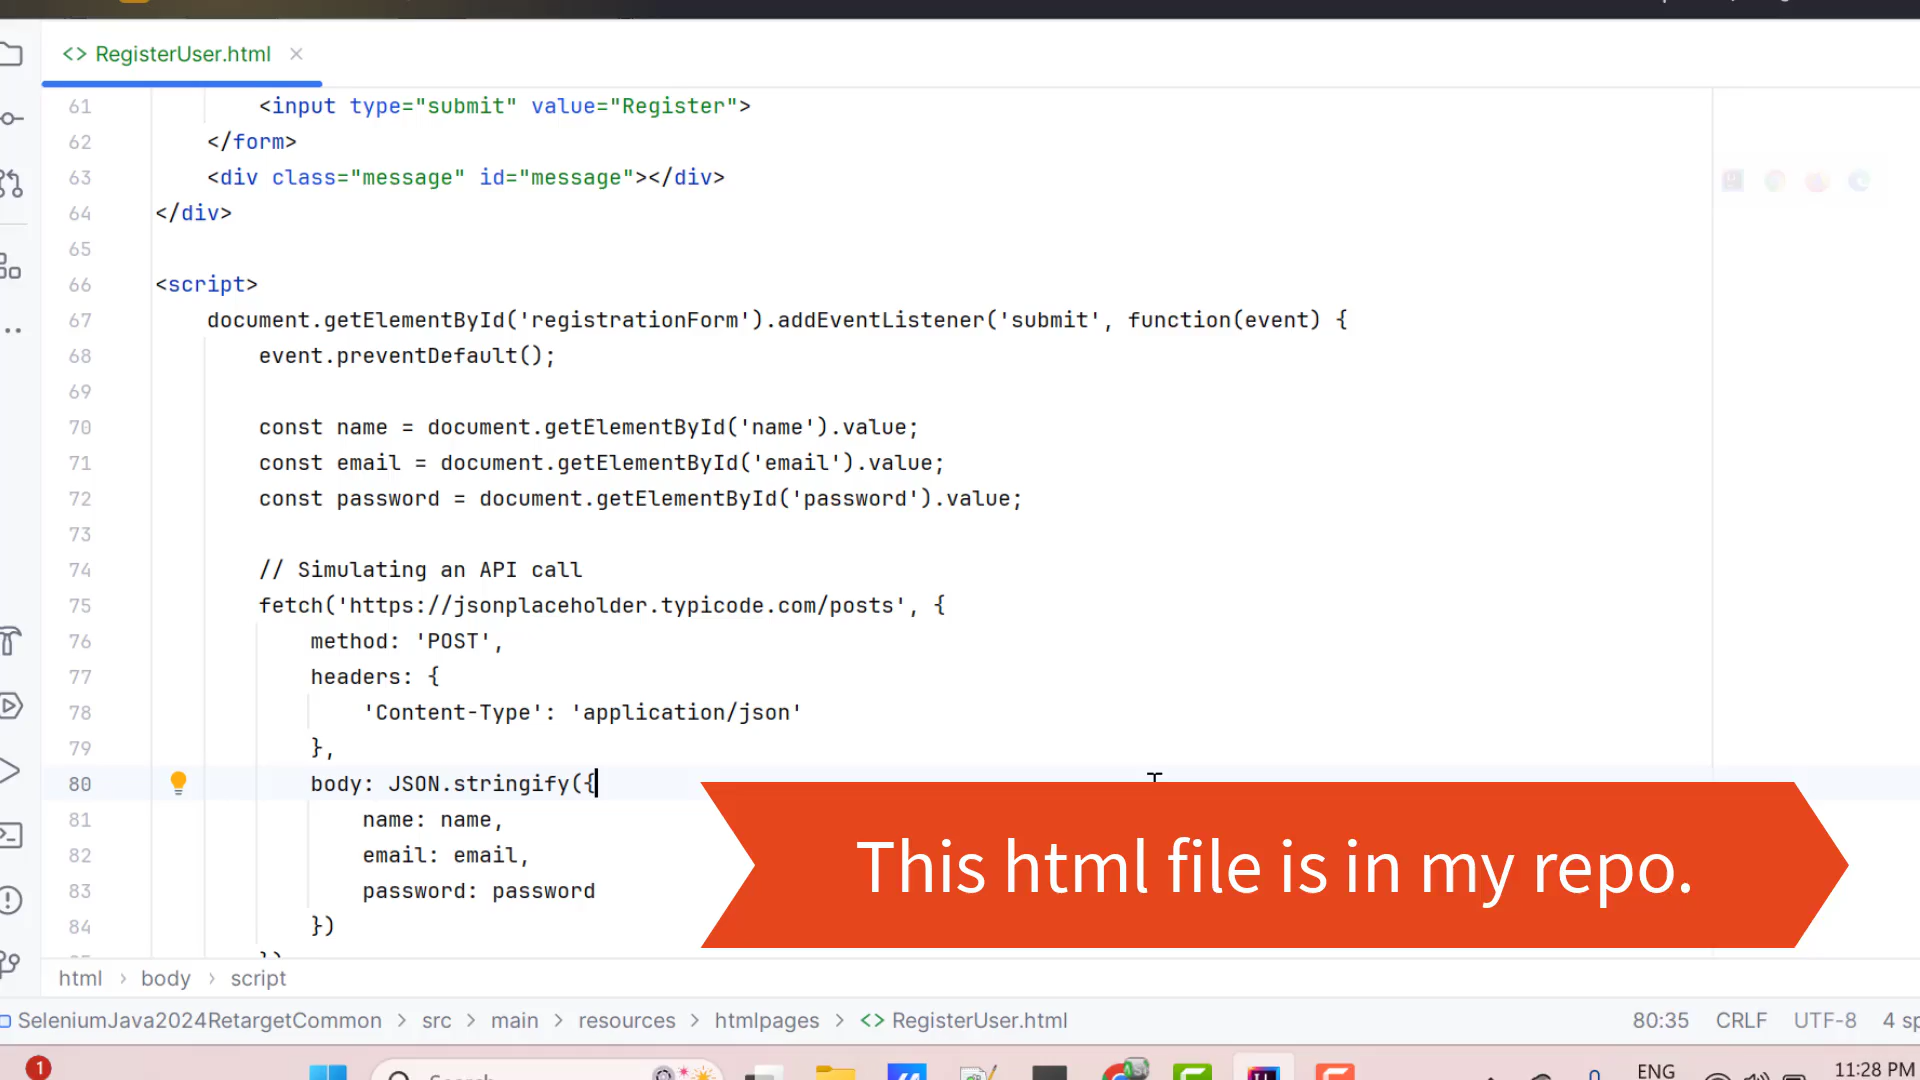 <> RegisterUser.html ×
61 <input type="submit" value="Register">
62 </form>
63 <div class="message" id="message"></div>
64 </div>
65
66 <script>
67 document.getElementById('registrationForm').addEventListener('submit', function(event) {
68 event.preventDefault();
69
70 const name = document.getElementById('name').value;
71 const email = document.getElementById('email').value;
72 const password = document.getElementById('password').value;
73
74 // Simulating an API call
75 fetch('https://jsonplaceholder.typicode.com/posts', {
76 method: 'POST',
77 headers: {
78 'Content-Type': 'application/json'
79 },
80 body: JSON.stringify({
81 name: name,
82 email: email,
83 password: password
84 })
This html file is in my repo.
html > body > script
SeleniumJava2024RetargetCommon > src > main > resources > htmlpages > <> RegisterUser.html 80:35 CRLF UTF-8 4 sp
1 Search ENG 11:28 PM